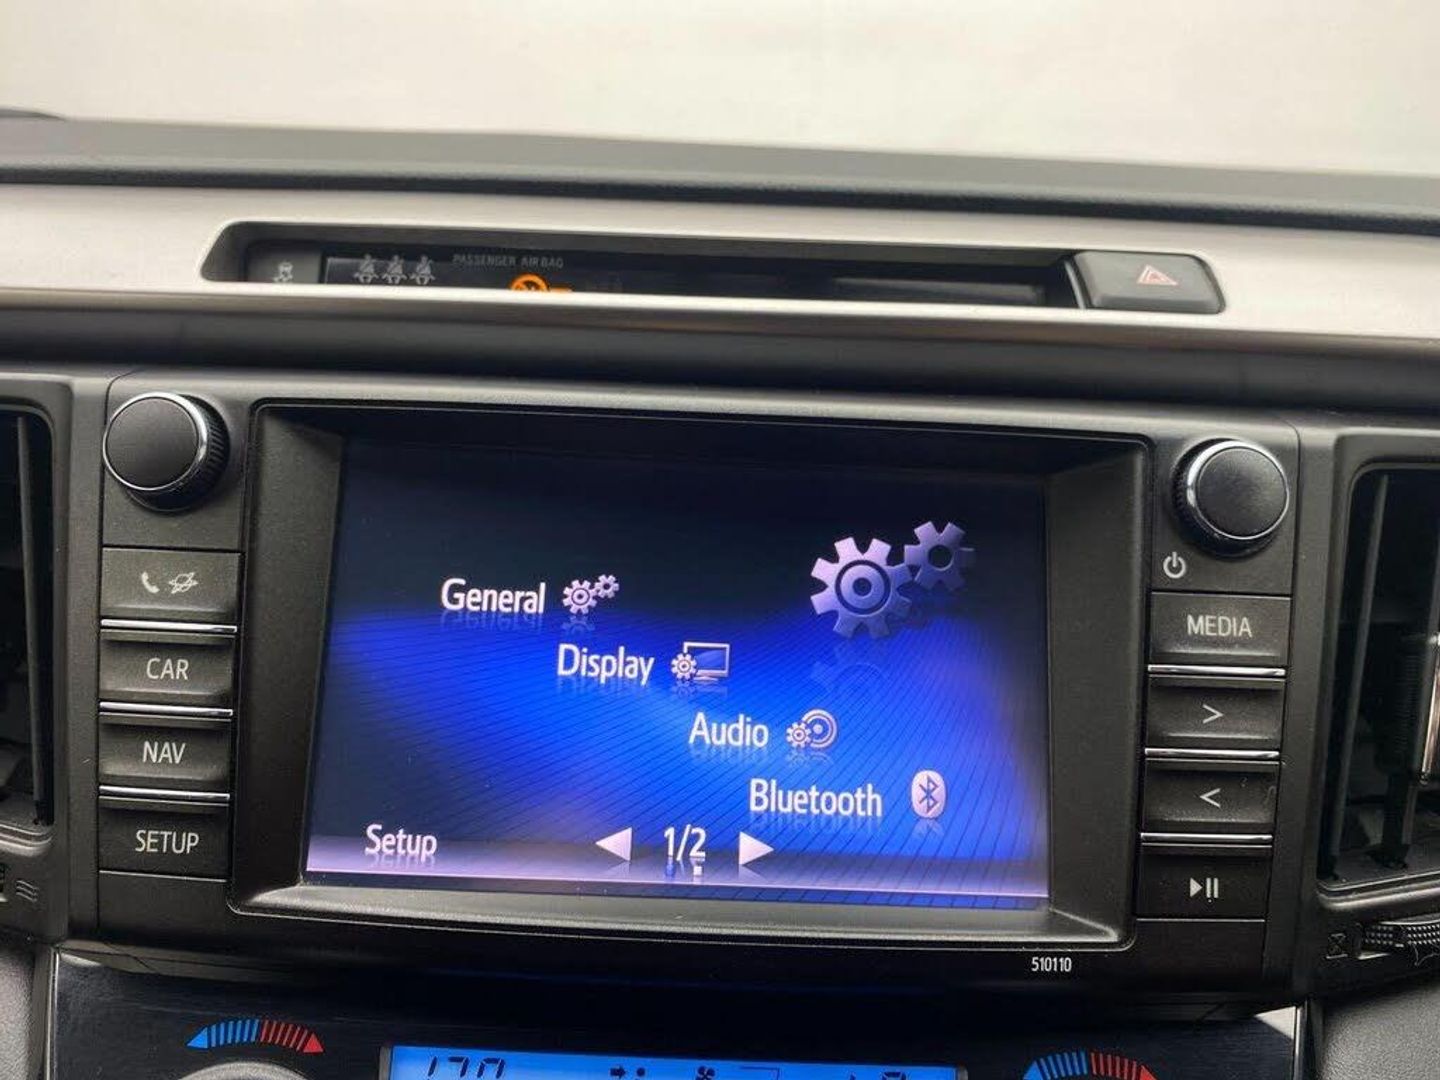 PASSENGER AIR BAG
General
Display
Audio
Bluetooth
Setup
1/2
CAR
NAV
SETUP
MEDIA
>
<
510110